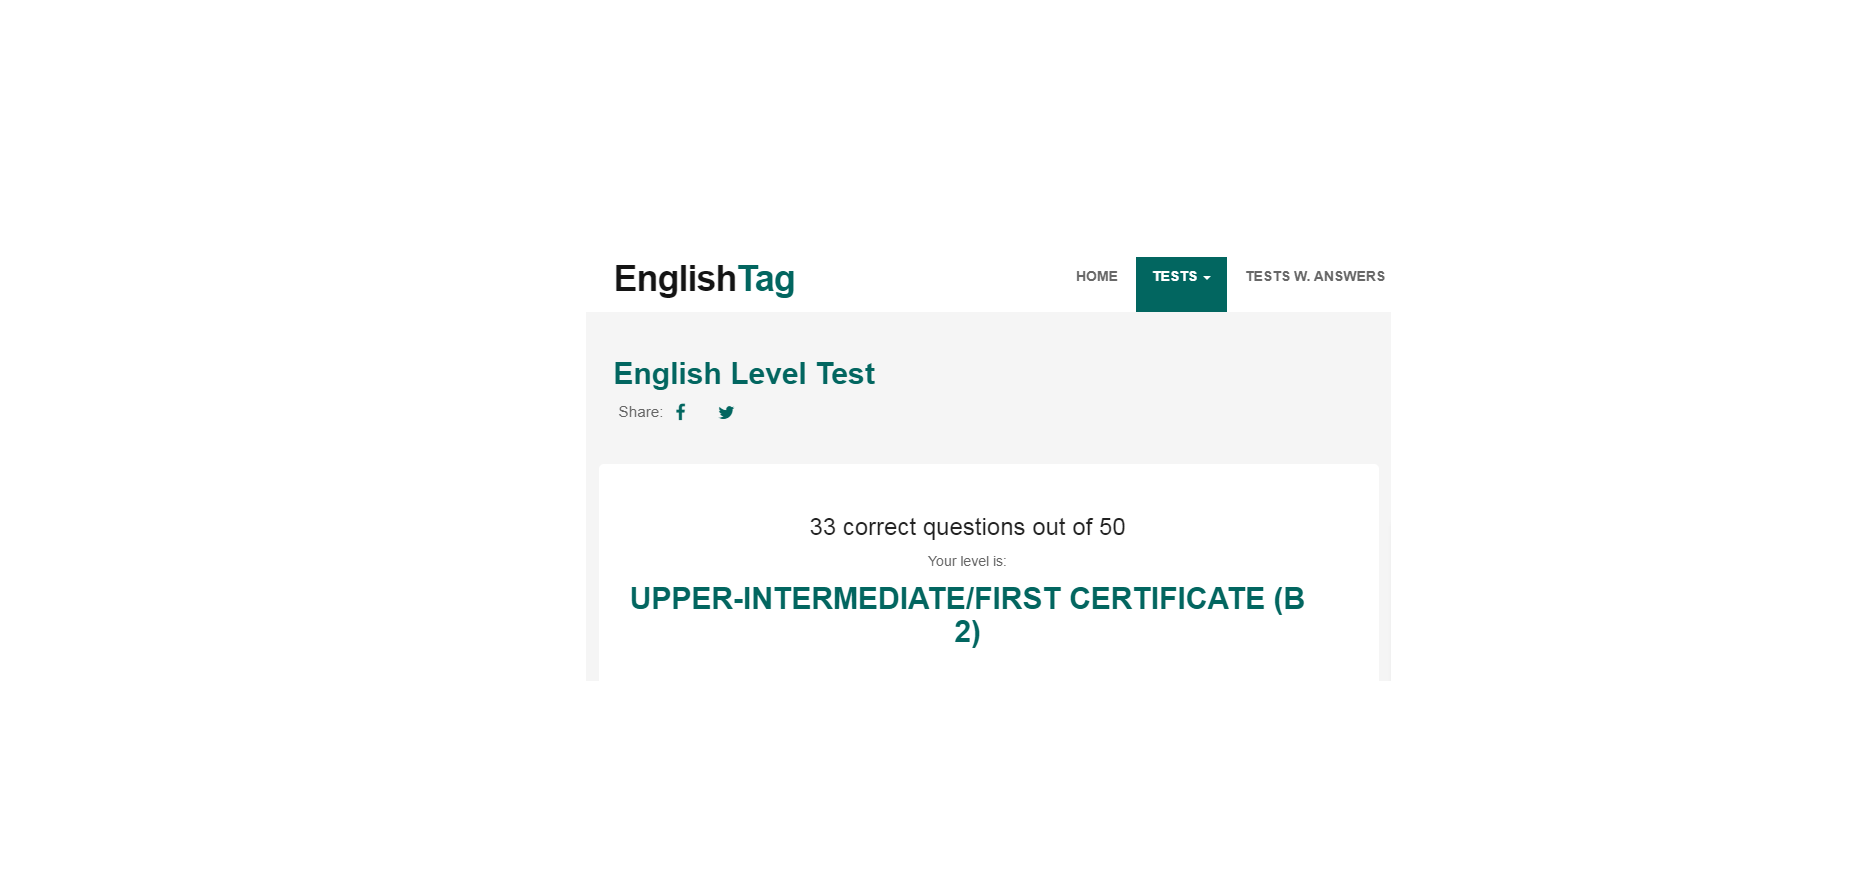 EnglishTag
HOME
TESTS
TESTS W. ANSWERS
English Level Test
Share:
33 correct questions out of 50
Your level is:
UPPER-INTERMEDIATE/FIRST CERTIFICATE (B
2)